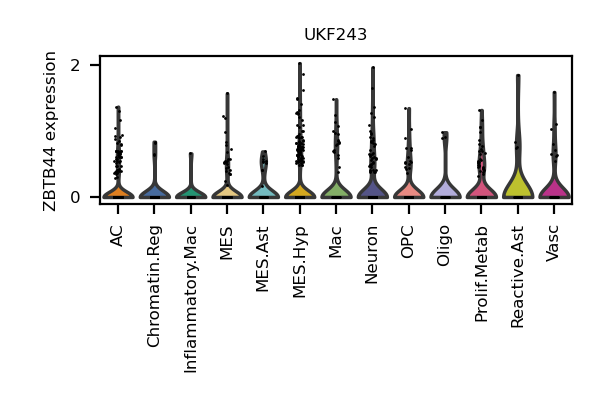 UKF243
ZBTB44 expression
2
0
AC
Chromatin.Reg
Inflammatory.Mac
MES
MES.Ast
MES.Hyp
Mac
Neuron
OPC
Oligo
Prolif.Metab
Reactive.Ast
Vasc